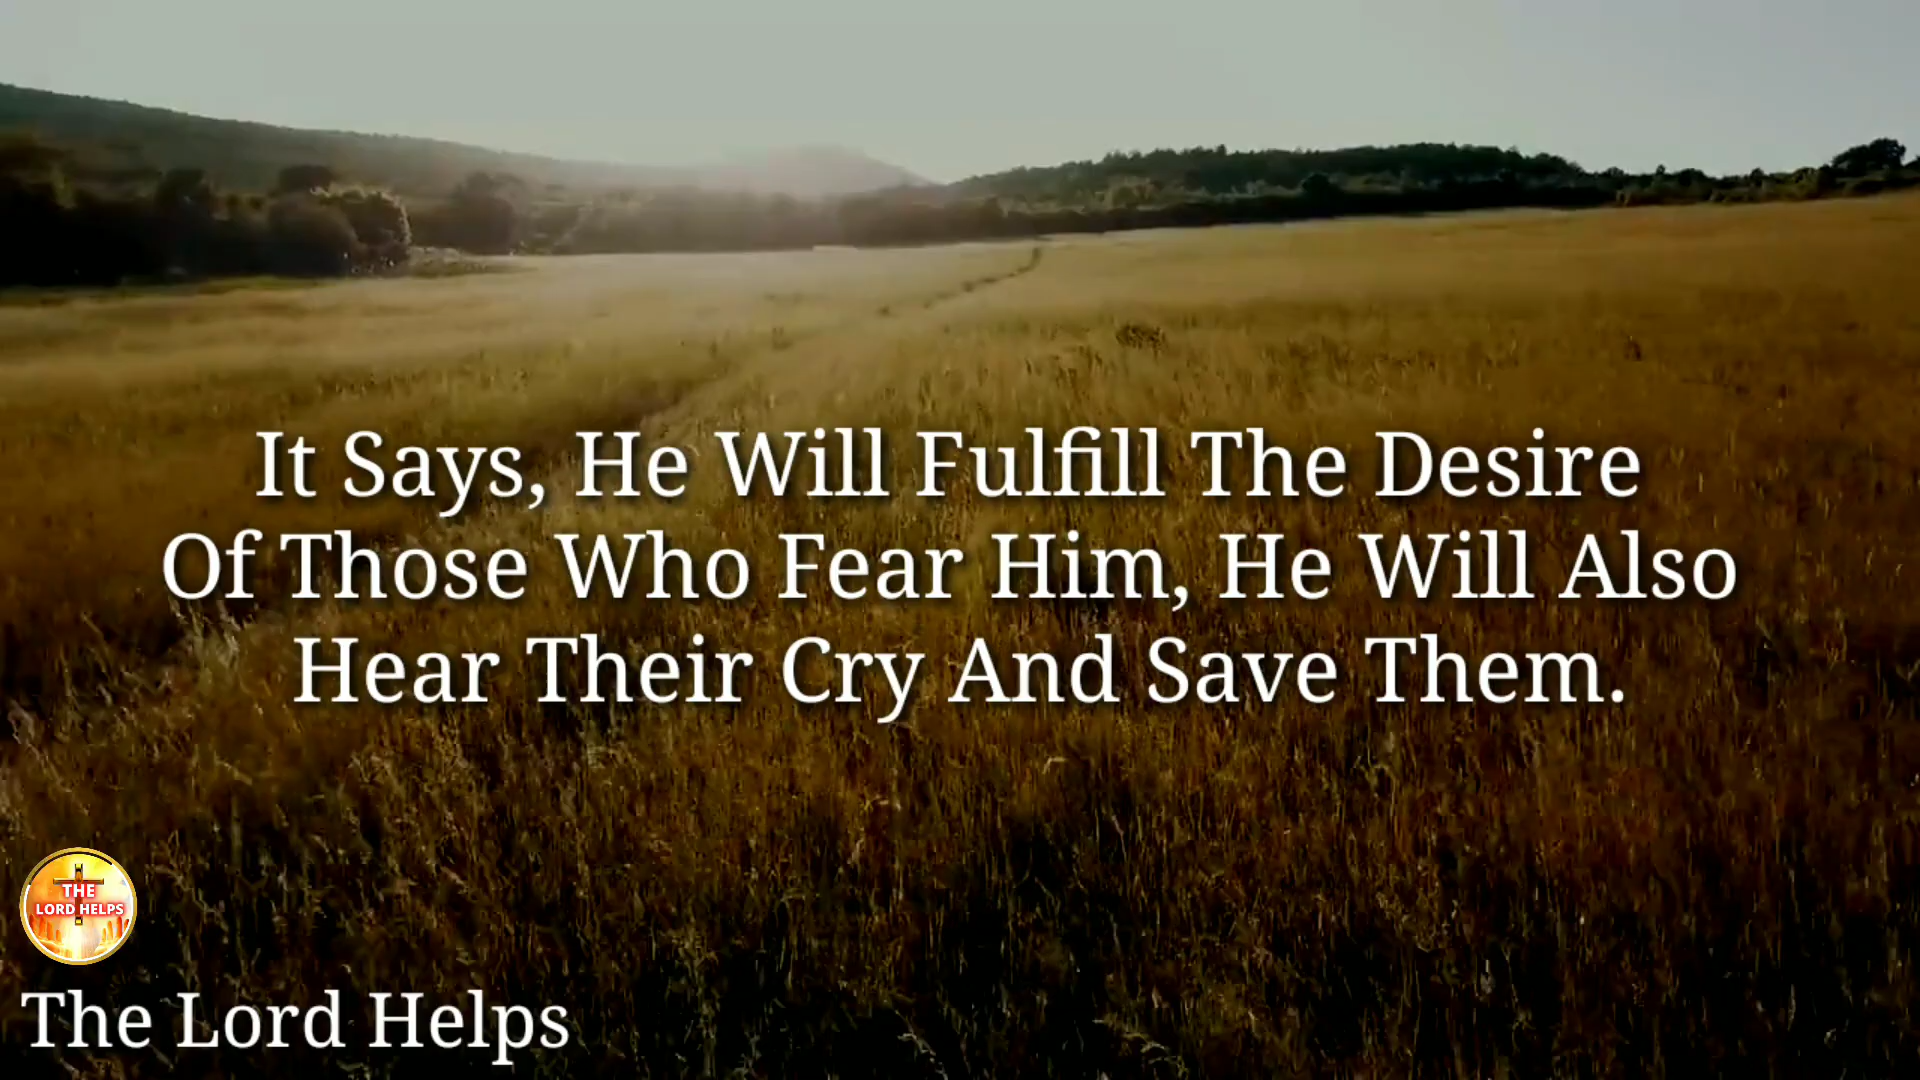 It Says, He Will Fulfill The Desire
Of Those Who Fear Him, He Will Also
Hear Their Cry And Save Them.
THE
LORD HELPS
The Lord Helps